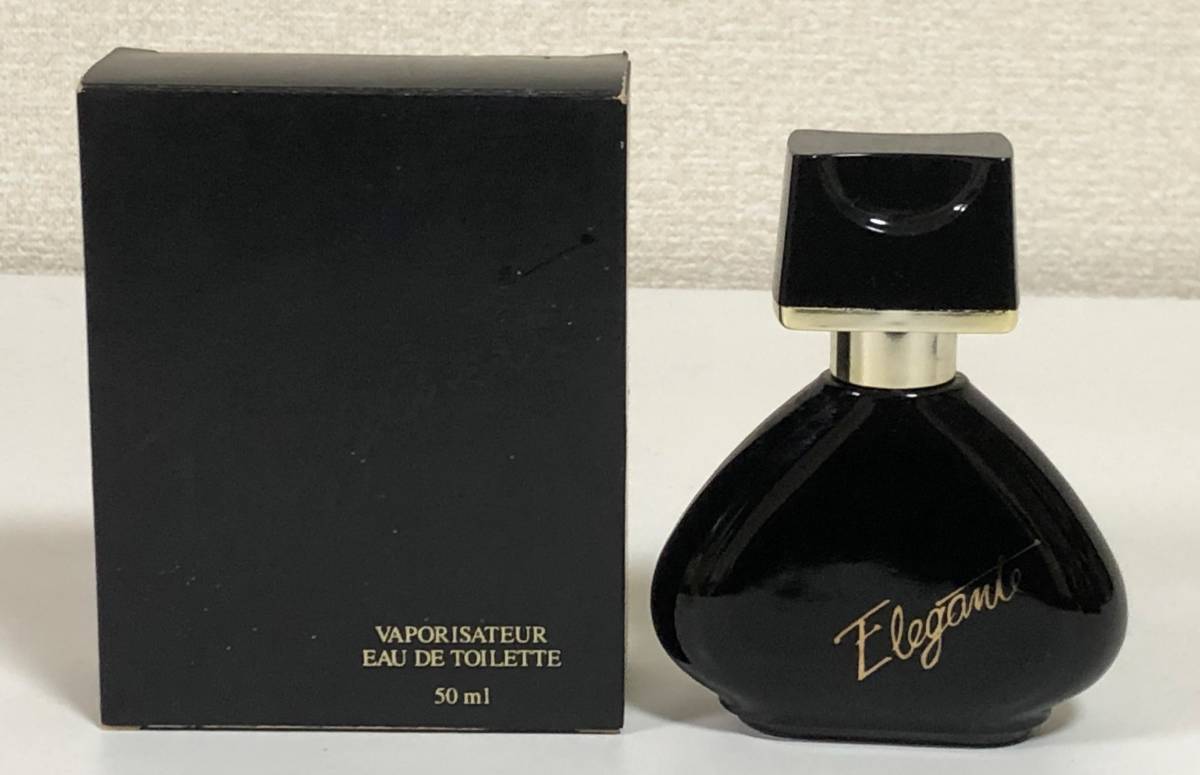 VAPORISATEUR
EAU DE TOILETTE
50 ml
Elegante